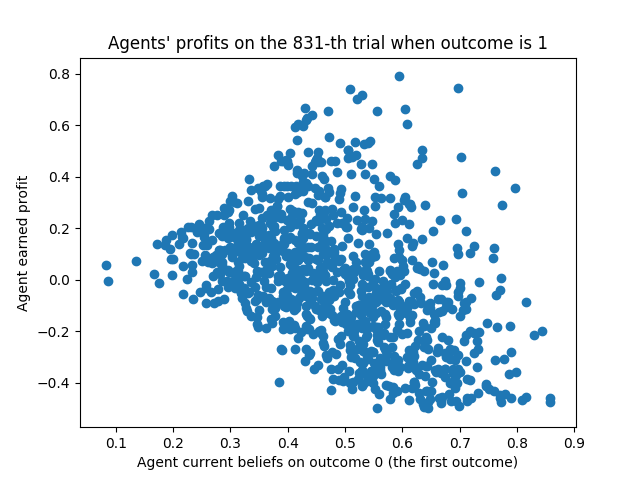 Agents' profits on the 831-th trial when outcome is 1
0.8
0.6
0.4
0.2
0.0
−0.2
−0.4
Agent earned profit
0.1 0.2 0.3 0.4 0.5 0.6 0.7 0.8 0.9
Agent current beliefs on outcome 0 (the first outcome)